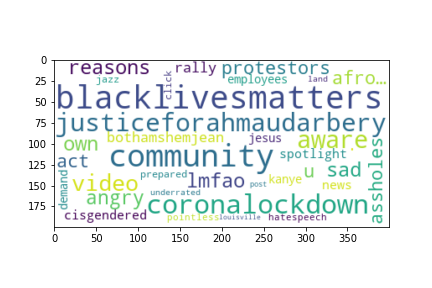 0
reasons rally protestors
25
jazz click employees land afro...
50
blacklivesmatters
75
justiceforahmaudarbery
100
own bothamshemjean jesus aware
125
act community spotlight
150
demand video prepared lmfao kanye u sad news assholes
175
angry underrated post coronalockdown
cisgendered pointless louisville hatespeech
0 50 100 150 200 250 300 350